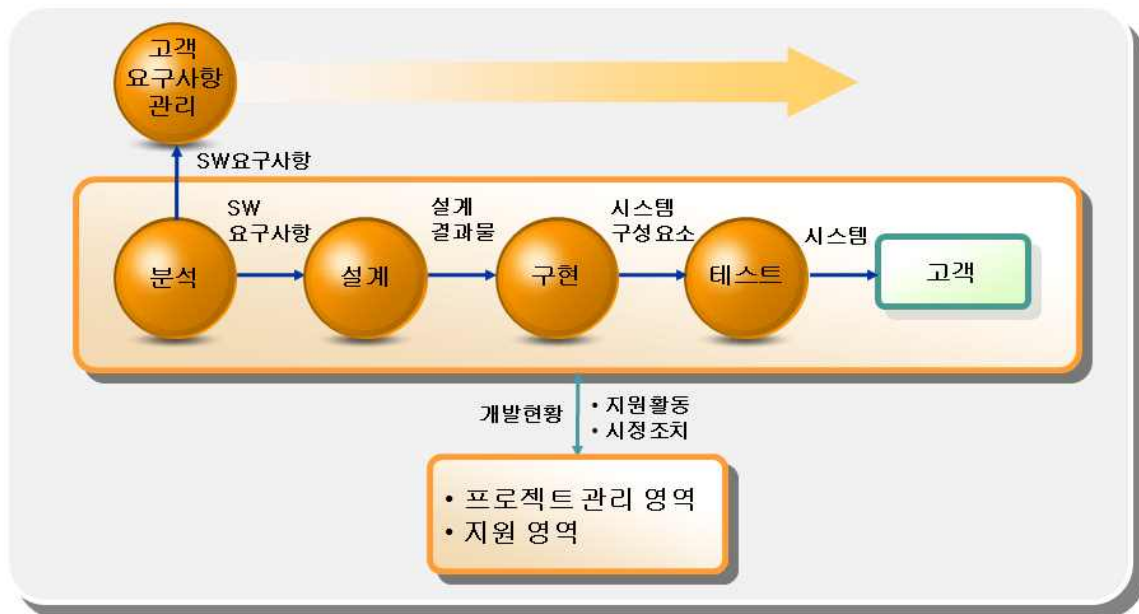 고객
요구사항
관리
SW요구사항
SW
요구사항
설계
결과물
시스템
구성요소
시스템
분석
설계
구현
테스트
고객
개발현황
• 지원활동
• 시정조치
• 프로젝트 관리 영역
• 지원 영역